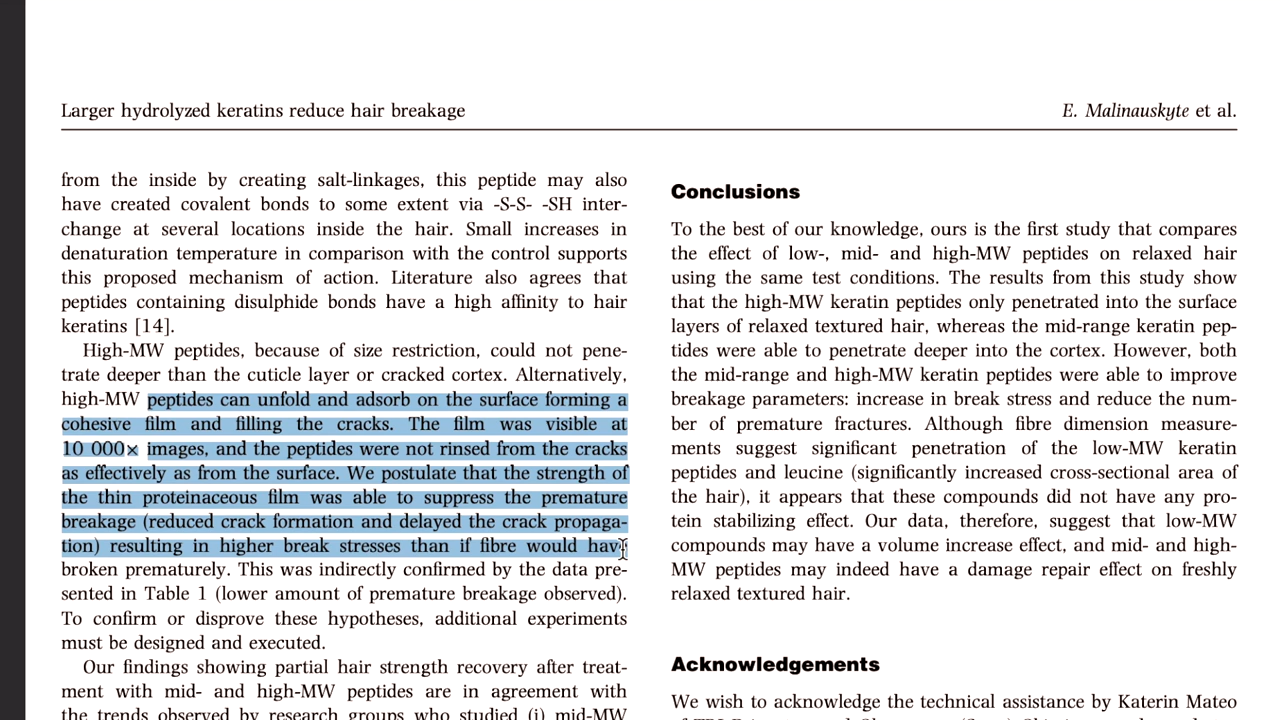 Larger hydrolyzed keratins reduce hair breakage
E. Malinauskyte et al.
from the inside by creating salt-linkages, this peptide may also
have created covalent bonds to some extent via -S-S- -SH inter-
change at several locations inside the hair. Small increases in
denaturation temperature in comparison with the control supports
this proposed mechanism of action. Literature also agrees that
peptides containing disulphide bonds have a high affinity to hair
keratins [14].
High-MW peptides, because of size restriction, could not pene-
trate deeper than the cuticle layer or cracked cortex. Alternatively,
high-MW peptides can unfold and adsorb on the surface forming a
cohesive film and filling the cracks. The film was visible at
10 000× images, and the peptides were not rinsed from the cracks
as effectively as from the surface. We postulate that the strength of
the thin proteinaceous film was able to suppress the premature
breakage (reduced crack formation and delayed the crack propaga-
tion) resulting in higher break stresses than if fibre would have
broken prematurely. This was indirectly confirmed by the data pre-
sented in Table 1 (lower amount of premature breakage observed).
To confirm or disprove these hypotheses, additional experiments
must be designed and executed.
Our findings showing partial hair strength recovery after treat-
ment with mid- and high-MW peptides are in agreement with
the trends observed by research groups who studied (i) mid-MW
Conclusions
To the best of our knowledge, ours is the first study that compares
the effect of low-, mid- and high-MW peptides on relaxed hair
using the same test conditions. The results from this study show
that the high-MW keratin peptides only penetrated into the surface
layers of relaxed textured hair, whereas the mid-range keratin pep-
tides were able to penetrate deeper into the cortex. However, both
the mid-range and high-MW keratin peptides were able to improve
breakage parameters: increase in break stress and reduce the num-
ber of premature fractures. Although fibre dimension measure-
ments suggest significant penetration of the low-MW keratin
peptides and leucine (significantly increased cross-sectional area of
the hair), it appears that these compounds did not have any pro-
tein stabilizing effect. Our data, therefore, suggest that low-MW
compounds may have a volume increase effect, and mid- and high-
MW peptides may indeed have a damage repair effect on freshly
relaxed textured hair.
Acknowledgements
We wish to acknowledge the technical assistance by Katerin Mateo